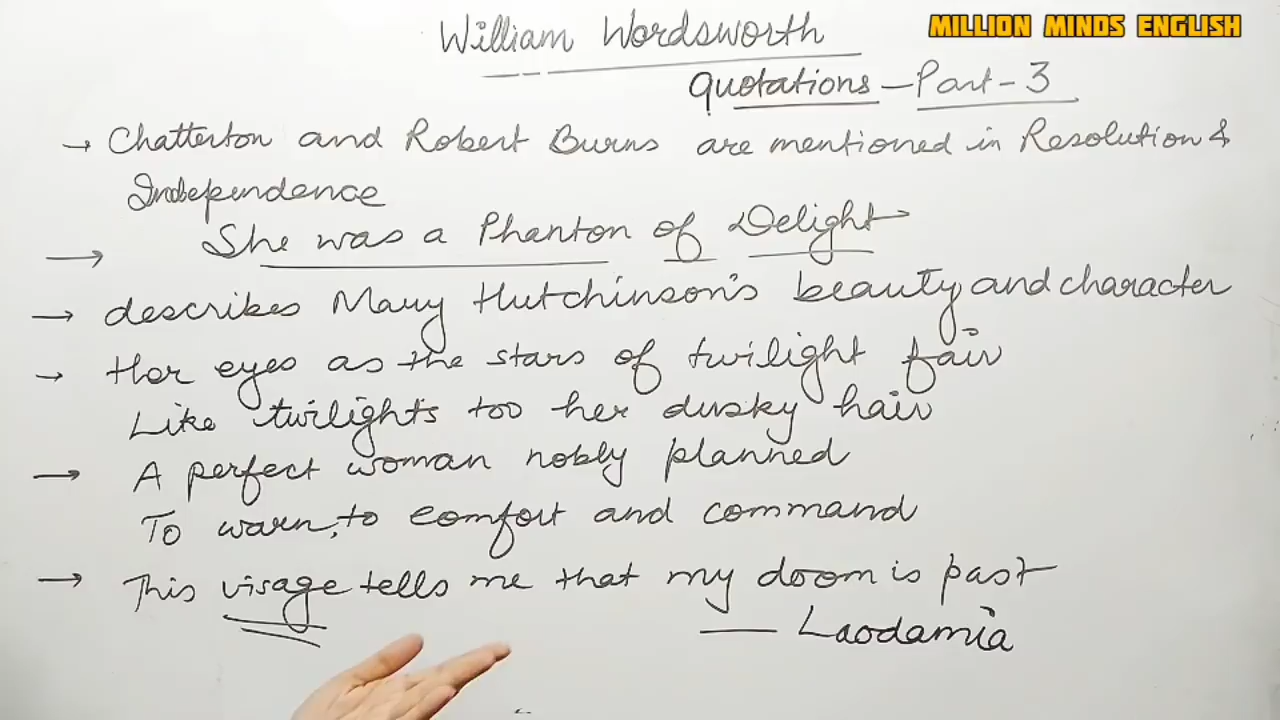 MILLION MINDS ENGLISH
William Wordsworth
Quotations - Part - 3
→ Chatterton and Robert Burns are mentioned in Resolution &
Independence
→ She was a Phanton of Delight
→ describes Mary Hutchinson's beauty and character
→ Her eyes as the stars of twilight fair
Like twilight's too her dusky hair
→ A perfect woman nobly planned
To warn, to comfort and command
→ This visage tells me that my doom is past
— Laodamia